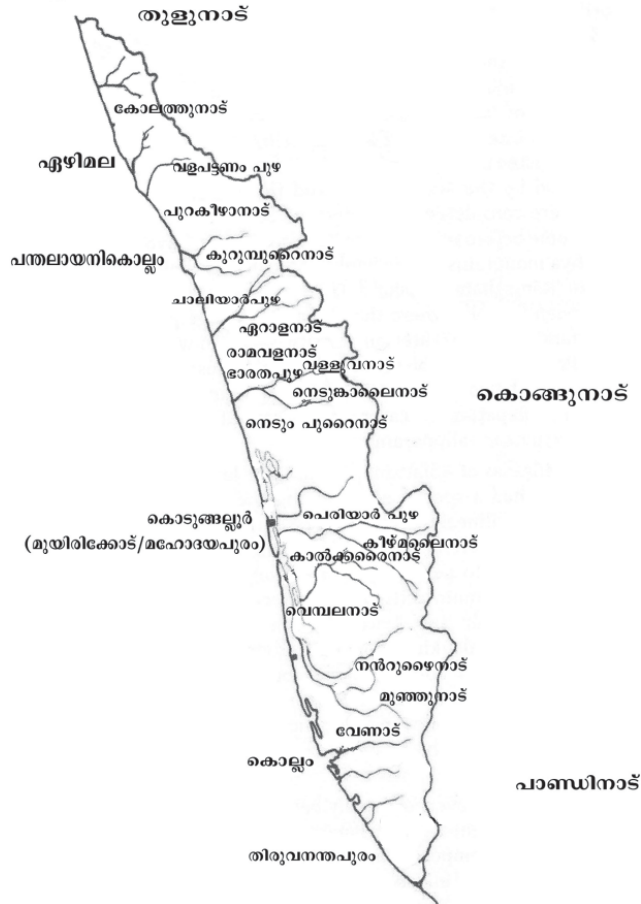 തുളുനാട്
കോലത്തുനാട്
ഏഴിമല
വളപട്ടണം പുഴ
പുറകീഴാനാട്
പന്തലായനികൊല്ലം
കുറുമ്പുറൈനാട്
ചാലിയാർപുഴ
ഏറാളനാട്
രാമവളനാട്
വള്ളുവനാട്
ഭാരതപുഴ
നെടുങ്കാലൈനാട്
കൊങ്ങുനാട്
നെടും പുറൈനാട്
കൊടുങ്ങല്ലൂർ
പെരിയാർ പുഴ
(മുയിരിക്കോട്/മഹോദയപുരം)
കീഴ്മലൈനാട്
കാൽക്കരൈനാട്
വെമ്പലനാട്
നൻറുഴൈനാട്
മുഞ്ഞുനാട്
വേണാട്
കൊല്ലം
പാണ്ഡിനാട്
തിരുവനന്തപുരം